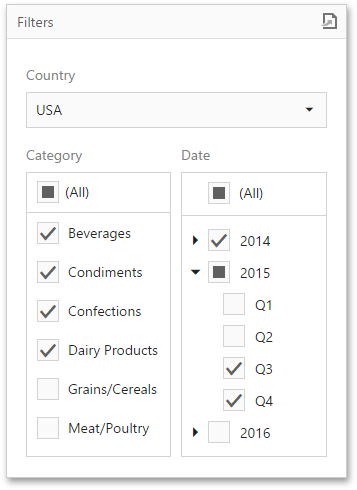 Filters
Country
USA
Category
(All)
Beverages
Condiments
Confections
Dairy Products
Grains/Cereals
Meat/Poultry
Date
(All)
2014
2015
Q1
Q2
Q3
Q4
2016